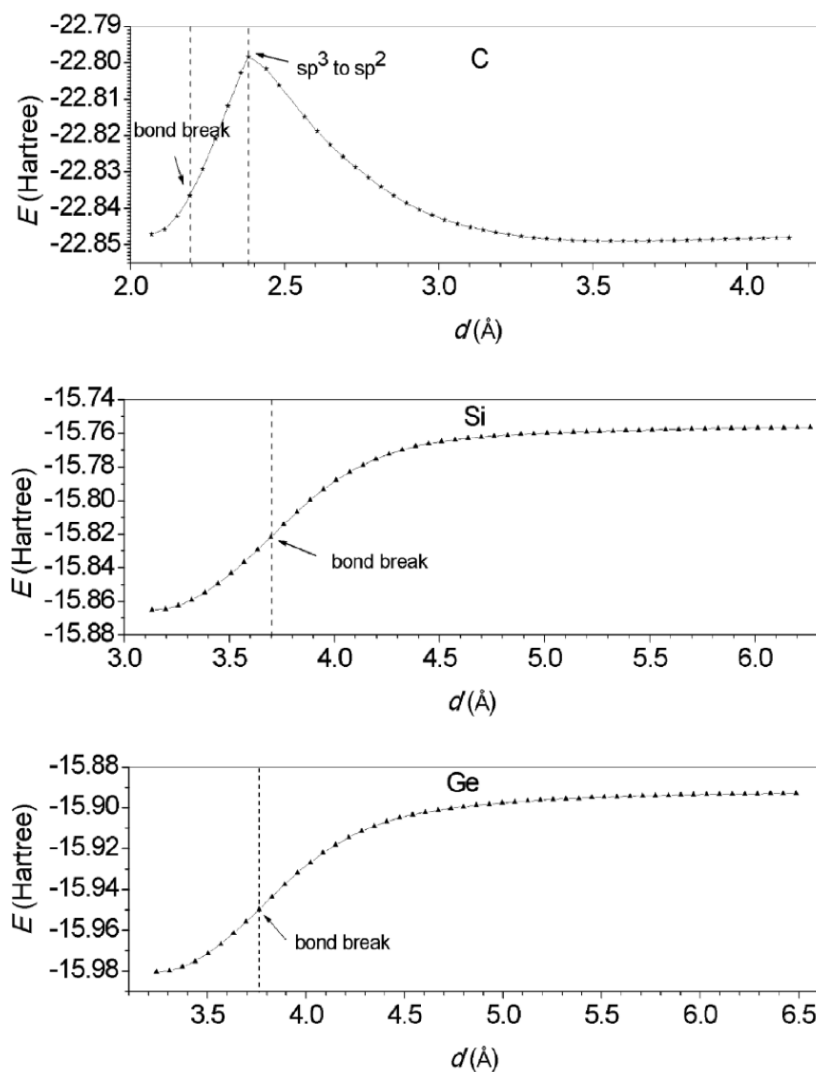 -22.79
-22.80
-22.81
-22.82
-22.83
-22.84
-22.85
E (Hartree)
C
sp³ to sp²
bond break
2.0 2.5 3.0 3.5 4.0
d (Å)
-15.74
-15.76
-15.78
-15.80
-15.82
-15.84
-15.86
-15.88
E (Hartree)
Si
bond break
3.0 3.5 4.0 4.5 5.0 5.5 6.0
d (Å)
-15.88
-15.90
-15.92
-15.94
-15.96
-15.98
E (Hartree)
Ge
bond break
3.5 4.0 4.5 5.0 5.5 6.0 6.5
d (Å)